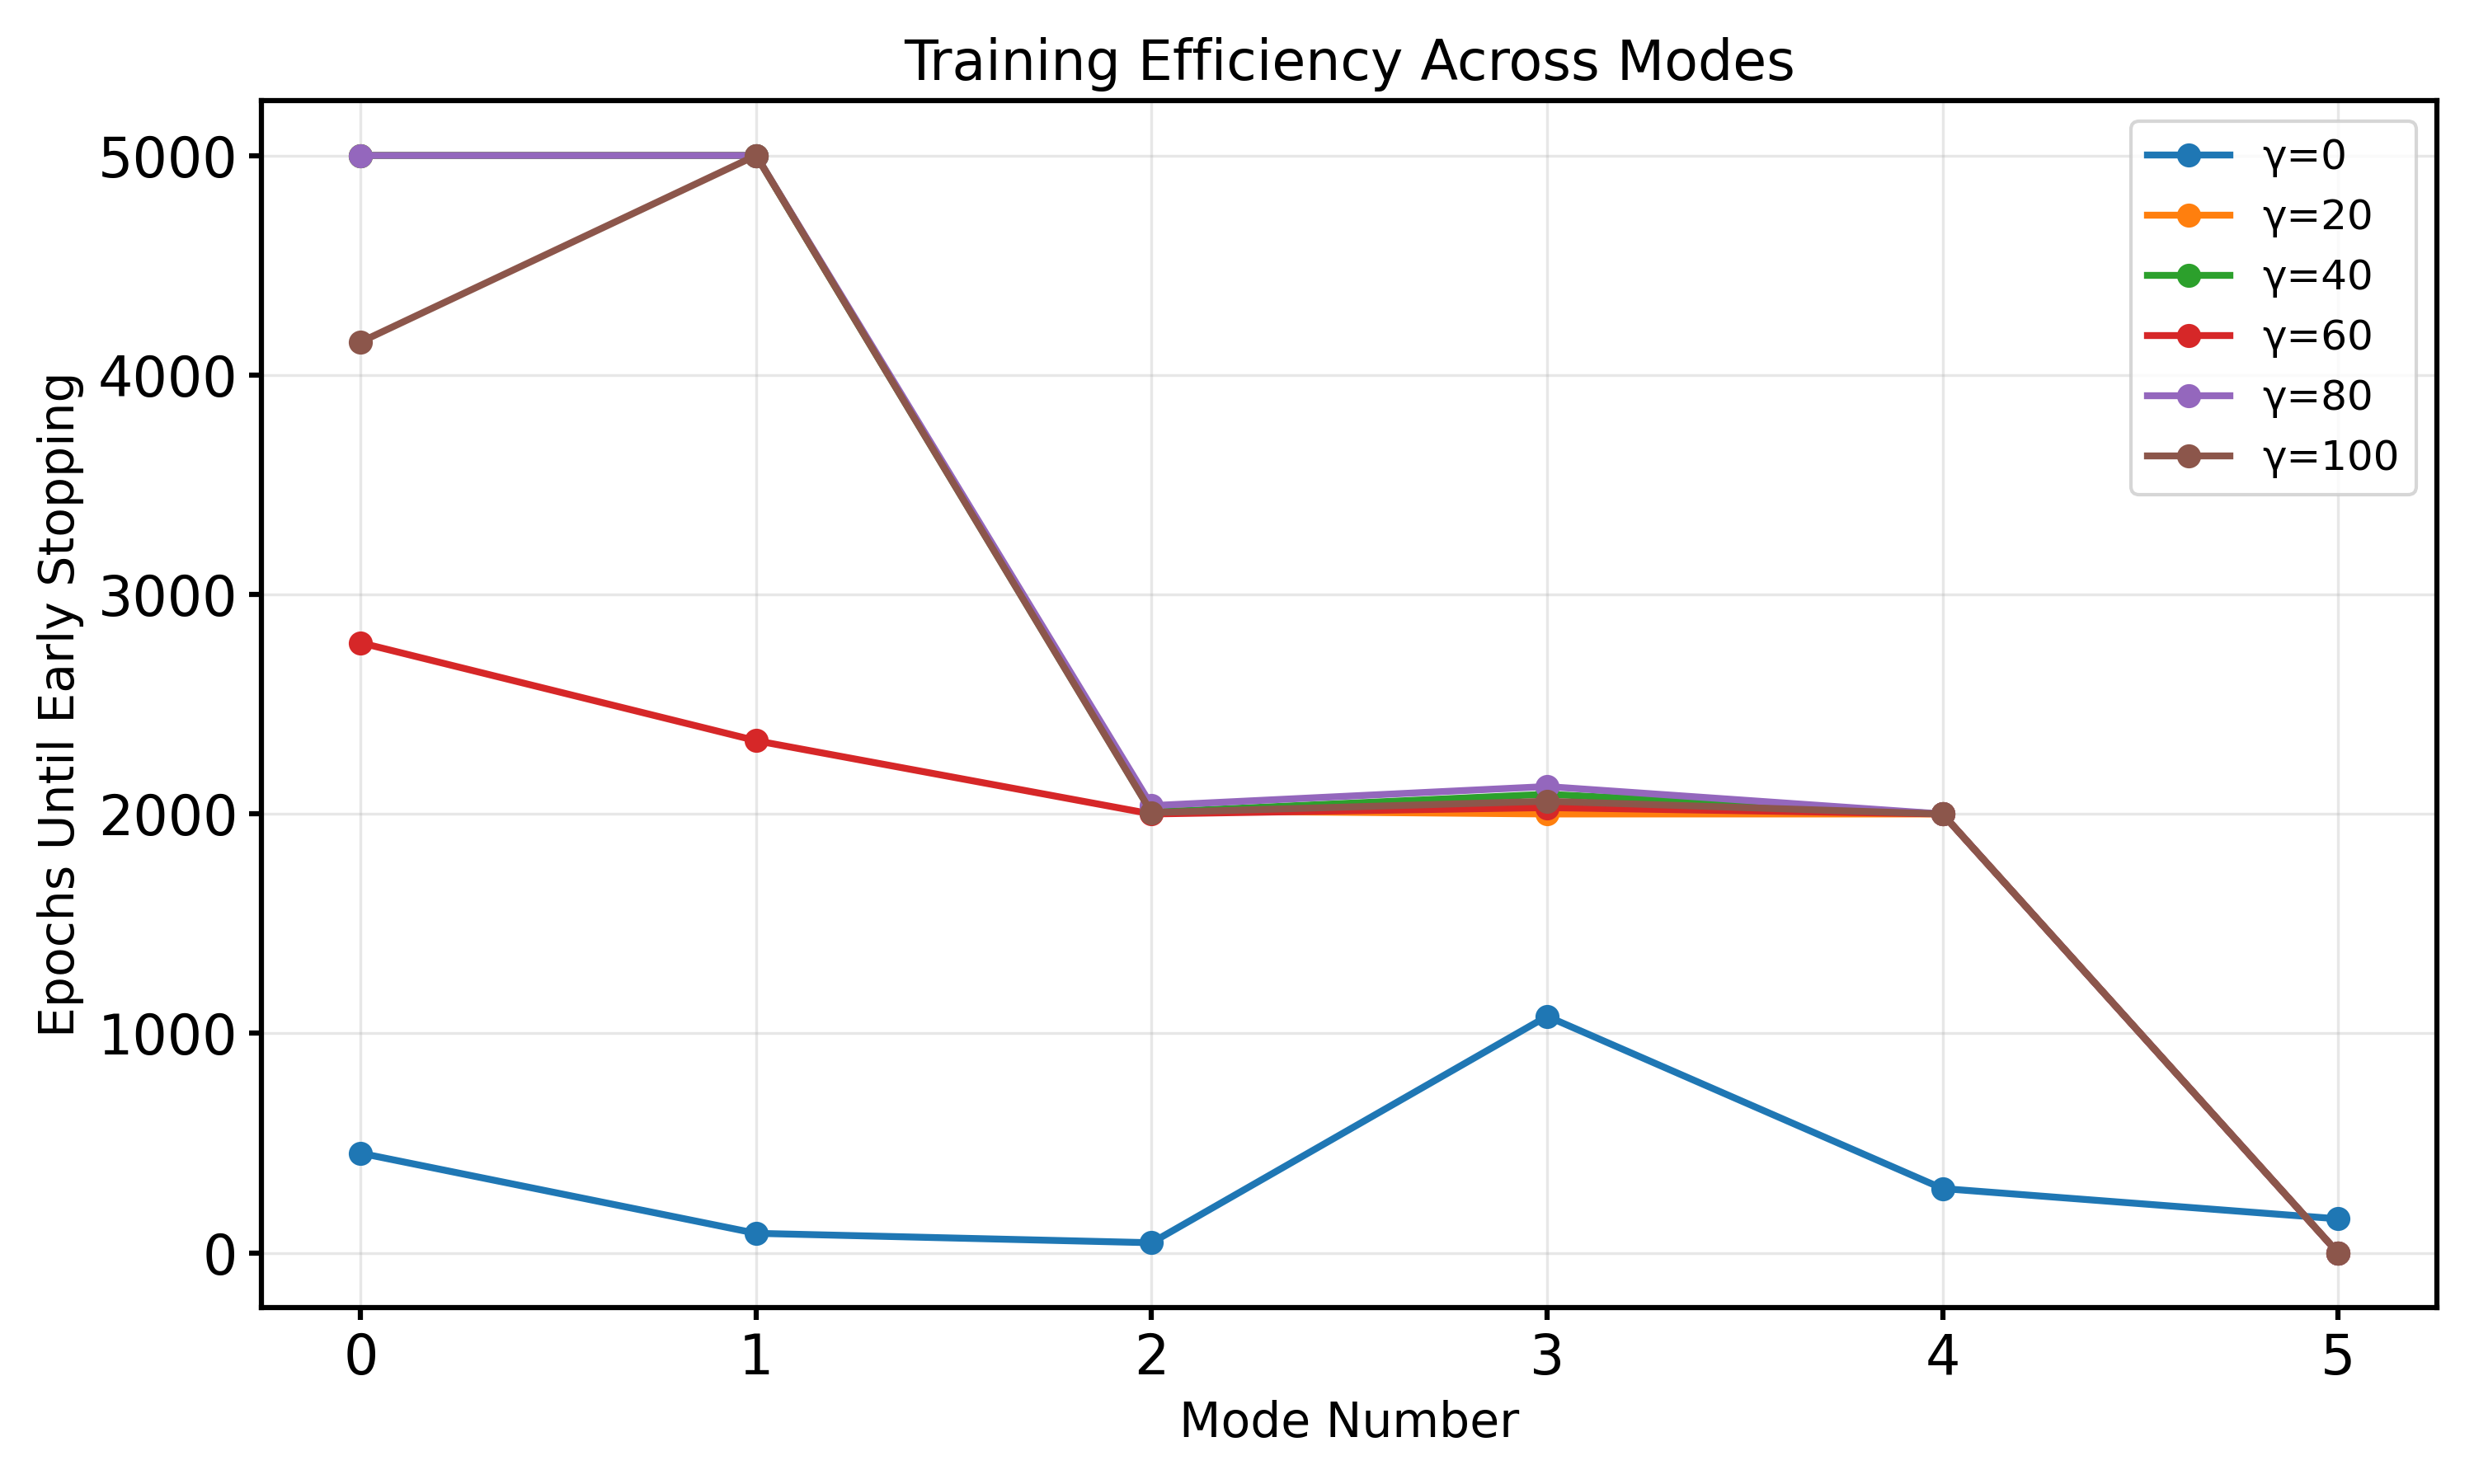 Training Efficiency Across Modes
Epochs Until Early Stopping
5000
4000
3000
2000
1000
0
0 1 2 3 4 5
Mode Number
γ=0
γ=20
γ=40
γ=60
γ=80
γ=100